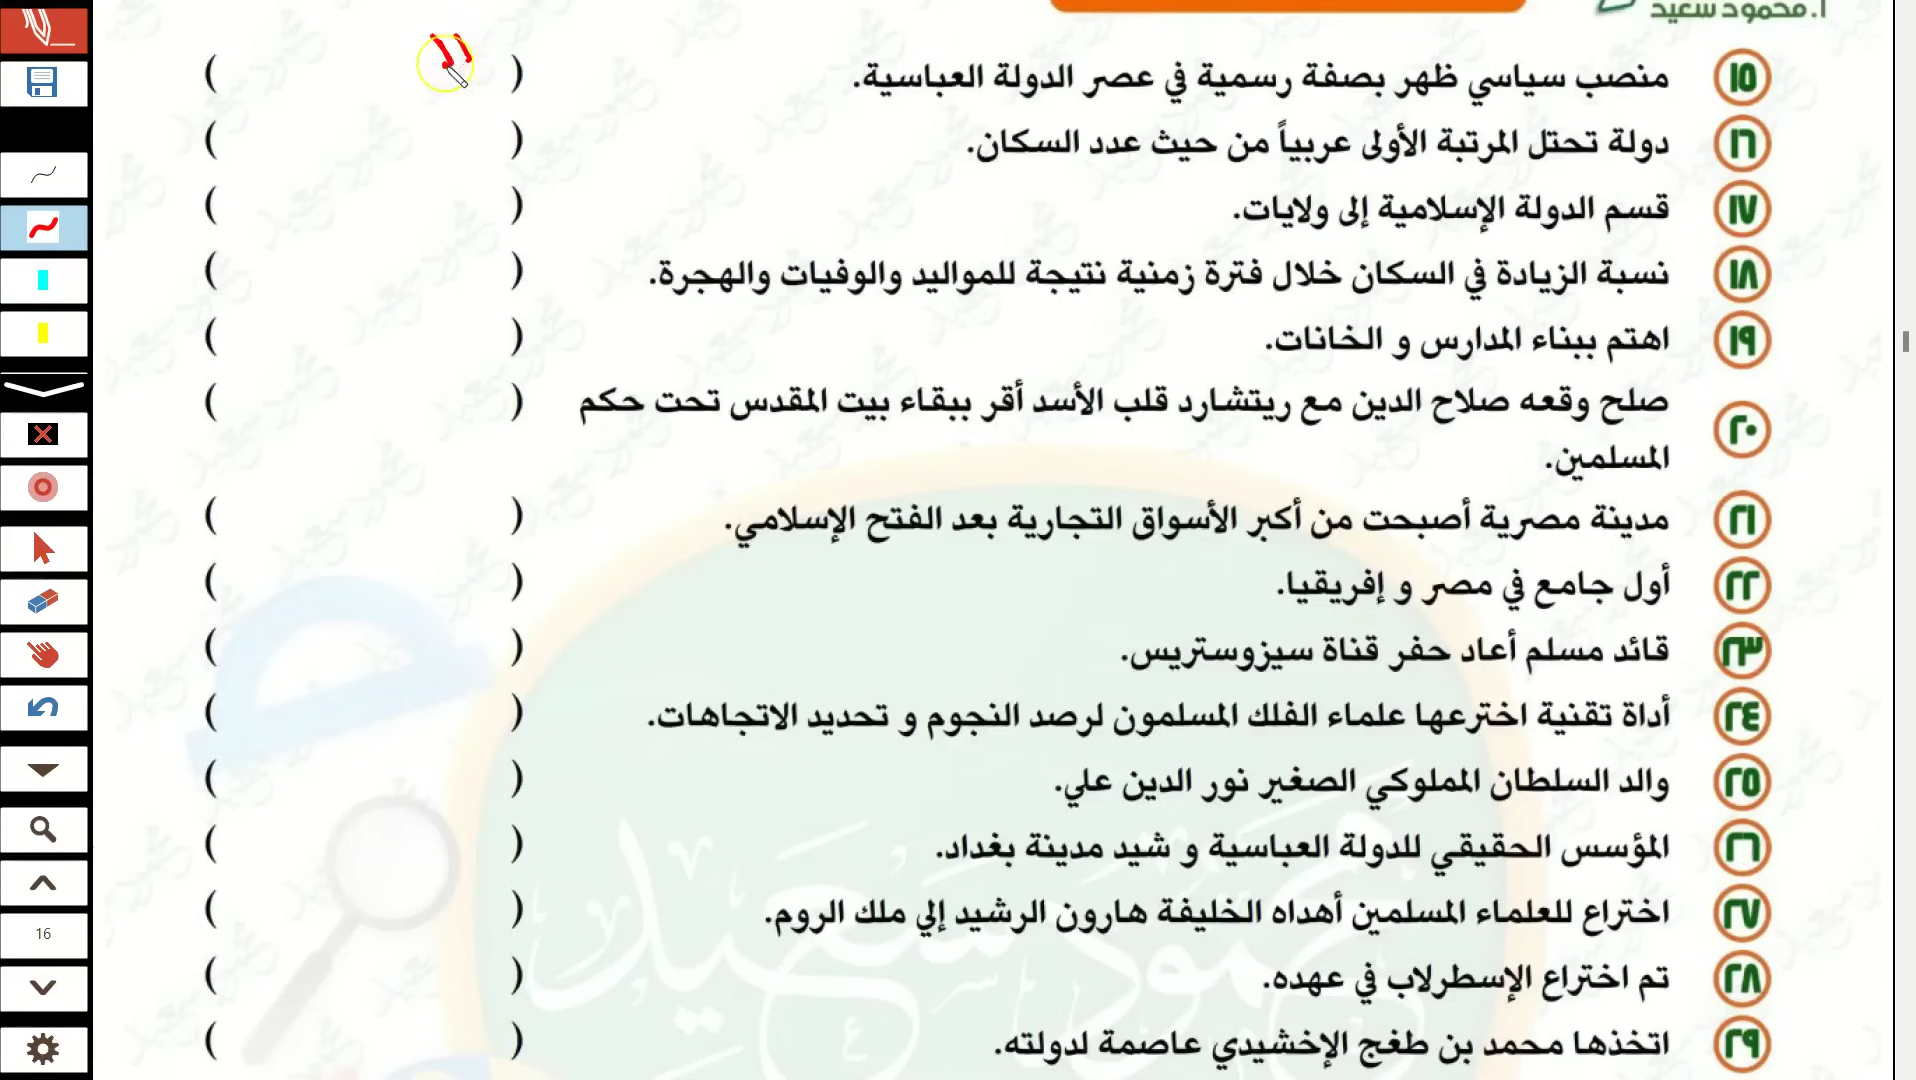 أ. محمود سعيد
١٥ منصب سياسي ظهر بصفة رسمية في عصر الدولة العباسية. ( )
١٦ دولة تحتل المرتبة الأولى عربياً من حيث عدد السكان. ( )
١٧ قسم الدولة الإسلامية إلى ولايات. ( )
١٨ نسبة الزيادة في السكان خلال فترة زمنية نتيجة للمواليد والوفيات والهجرة. ( )
١٩ اهتم ببناء المدارس و الخانات. ( )
٢٠ صلح وقعه صلاح الدين مع ريتشارد قلب الأسد أقر ببقاء بيت المقدس تحت حكم ( )
المسلمين.
٢١ مدينة مصرية أصبحت من أكبر الأسواق التجارية بعد الفتح الإسلامي. ( )
٢٢ أول جامع في مصر و إفريقيا. ( )
٢٣ قائد مسلم أعاد حفر قناة سيزوستريس. ( )
٢٤ أداة تقنية اخترعها علماء الفلك المسلمون لرصد النجوم و تحديد الاتجاهات. ( )
٢٥ والد السلطان المملوكي الصغير نور الدين علي. ( )
٢٦ المؤسس الحقيقي للدولة العباسية و شيد مدينة بغداد. ( )
٢٧ اختراع للعلماء المسلمين أهداه الخليفة هارون الرشيد إلي ملك الروم. ( )
٢٨ تم اختراع الإسطرلاب في عهده. ( )
٢٩ اتخذها محمد بن طغج الإخشيدي عاصمة لدولته. ( )
محمود سعيد
16